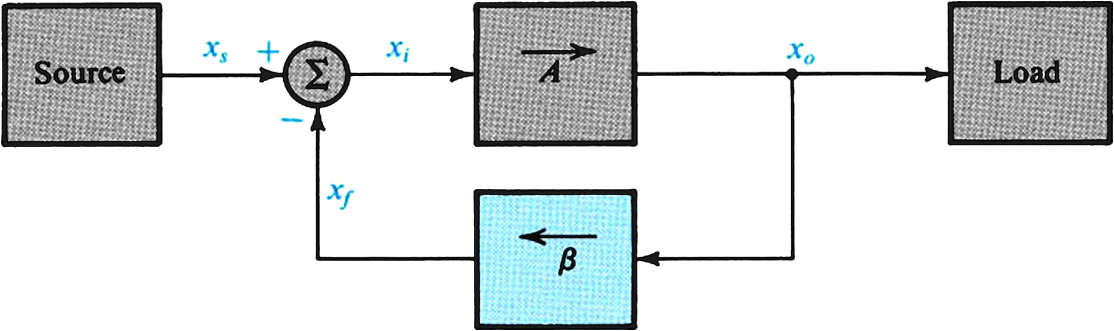 Source
x_s
+
Σ
−
x_i
A
x_o
Load
x_f
β